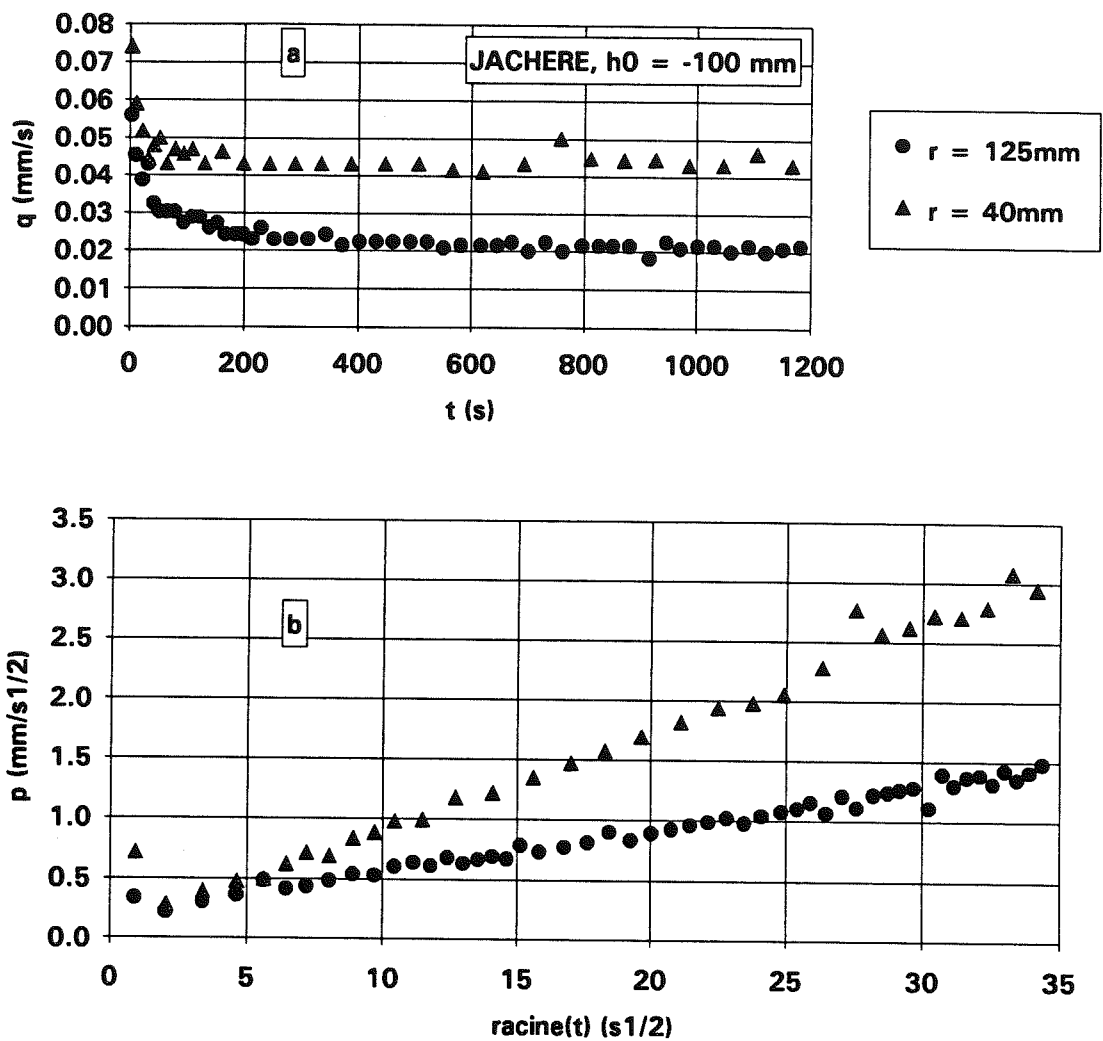 0.08
0.07
0.06
0.05
0.04
0.03
0.02
0.01
0.00
q (mm/s)
a
JACHERE, h0 = -100 mm
r = 125mm
r = 40mm
0 200 400 600 800 1000 1200
t (s)
3.5
3.0
2.5
2.0
1.5
1.0
0.5
0.0
p (mm/s1/2)
b
0 5 10 15 20 25 30 35
racine(t) (s1/2)